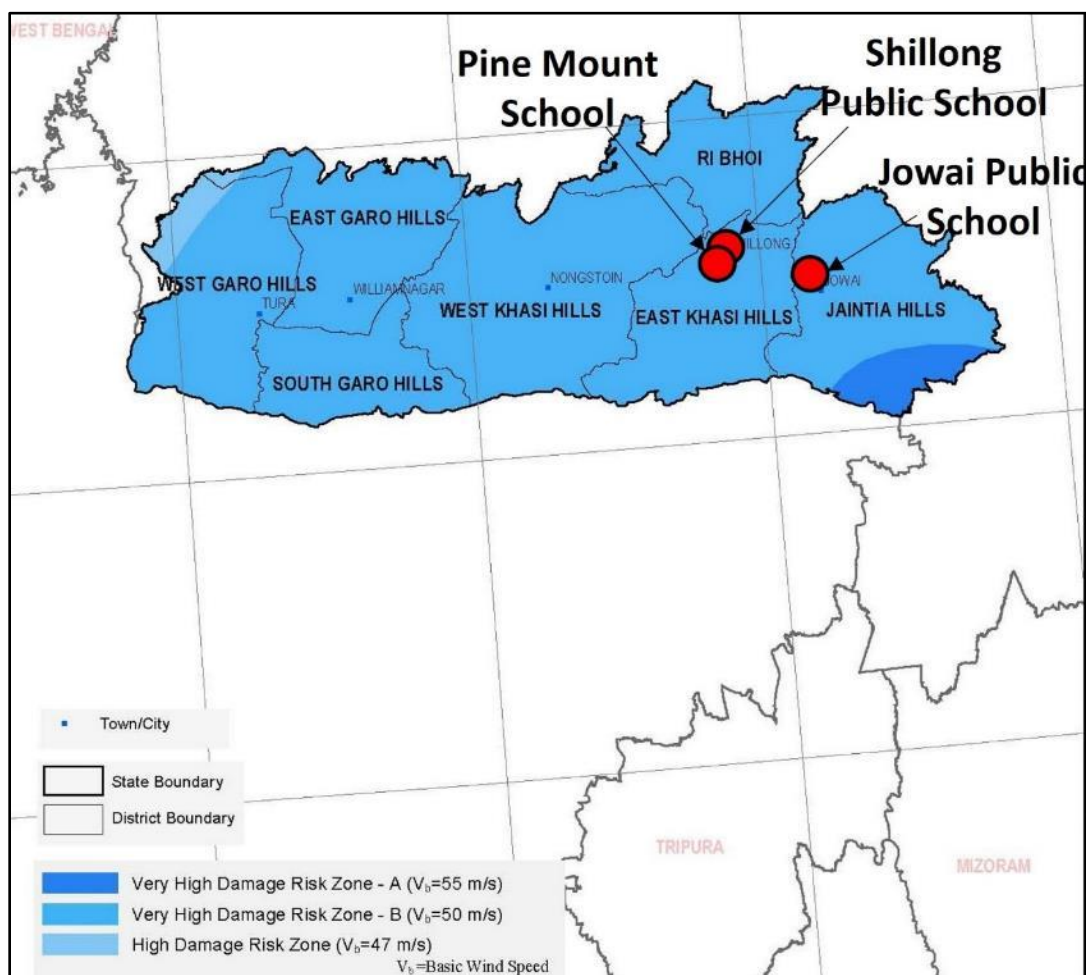 WEST BENGAL
Pine Mount
School
Shillong
Public School
RI BHOI
Jowai Public
School
EAST GARO HILLS
ILLONG
WEST GARO HILLS
TURA
WILLIAMNAGAR
NONGSTOIN
WEST KHASI HILLS
EAST KHASI HILLS
OWAI
JAINTIA HILLS
SOUTH GARO HILLS
Town/City
State Boundary
District Boundary
TRIPURA
MIZORAM
Very High Damage Risk Zone - A (Vb=55 m/s)
Very High Damage Risk Zone - B (Vb=50 m/s)
High Damage Risk Zone (Vb=47 m/s)
Vb=Basic Wind Speed